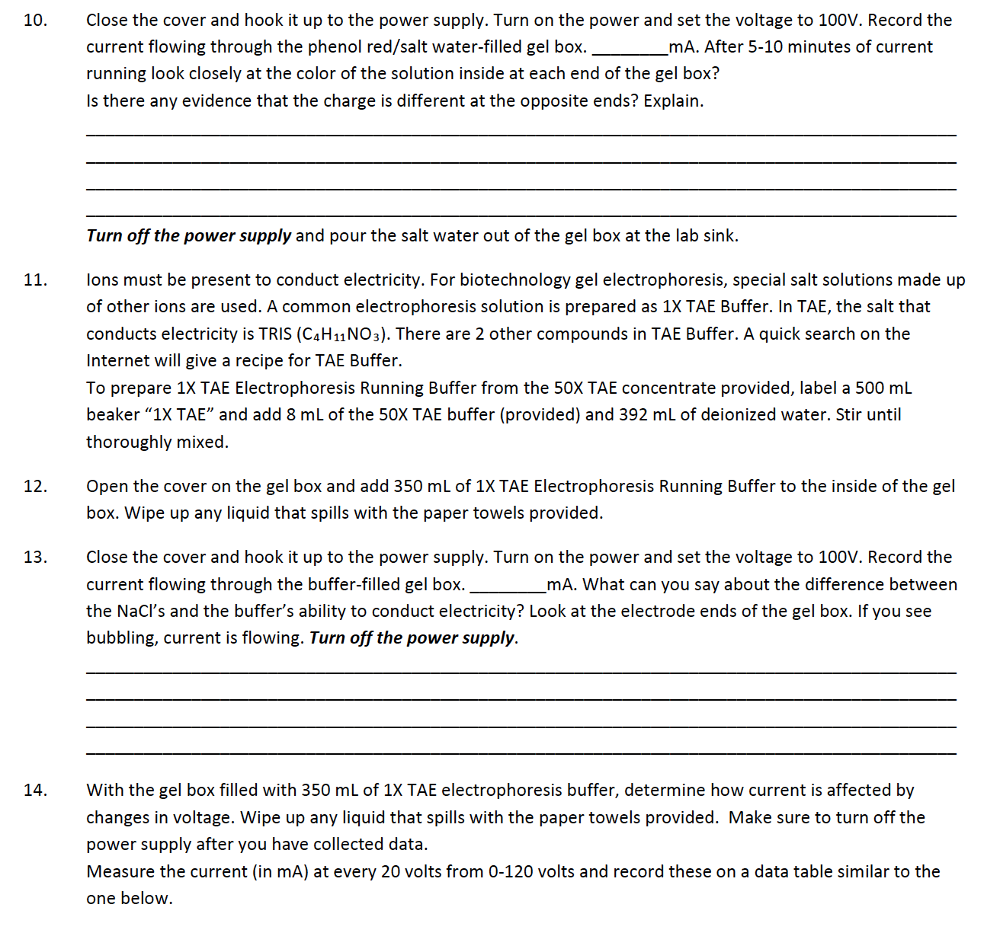 10. Close the cover and hook it up to the power supply. Turn on the power and set the voltage to 100V. Record the
current flowing through the phenol red/salt water-filled gel box. ________mA. After 5-10 minutes of current
running look closely at the color of the solution inside at each end of the gel box?
Is there any evidence that the charge is different at the opposite ends? Explain.
Turn off the power supply and pour the salt water out of the gel box at the lab sink.
11. Ions must be present to conduct electricity. For biotechnology gel electrophoresis, special salt solutions made up
of other ions are used. A common electrophoresis solution is prepared as 1X TAE Buffer. In TAE, the salt that
conducts electricity is TRIS (C₄H₁₁NO₃). There are 2 other compounds in TAE Buffer. A quick search on the
Internet will give a recipe for TAE Buffer.
To prepare 1X TAE Electrophoresis Running Buffer from the 50X TAE concentrate provided, label a 500 mL
beaker “1X TAE” and add 8 mL of the 50X TAE buffer (provided) and 392 mL of deionized water. Stir until
thoroughly mixed.
12. Open the cover on the gel box and add 350 mL of 1X TAE Electrophoresis Running Buffer to the inside of the gel
box. Wipe up any liquid that spills with the paper towels provided.
13. Close the cover and hook it up to the power supply. Turn on the power and set the voltage to 100V. Record the
current flowing through the buffer-filled gel box. ________mA. What can you say about the difference between
the NaCl’s and the buffer’s ability to conduct electricity? Look at the electrode ends of the gel box. If you see
bubbling, current is flowing. Turn off the power supply.
14. With the gel box filled with 350 mL of 1X TAE electrophoresis buffer, determine how current is affected by
changes in voltage. Wipe up any liquid that spills with the paper towels provided. Make sure to turn off the
power supply after you have collected data.
Measure the current (in mA) at every 20 volts from 0-120 volts and record these on a data table similar to the
one below.